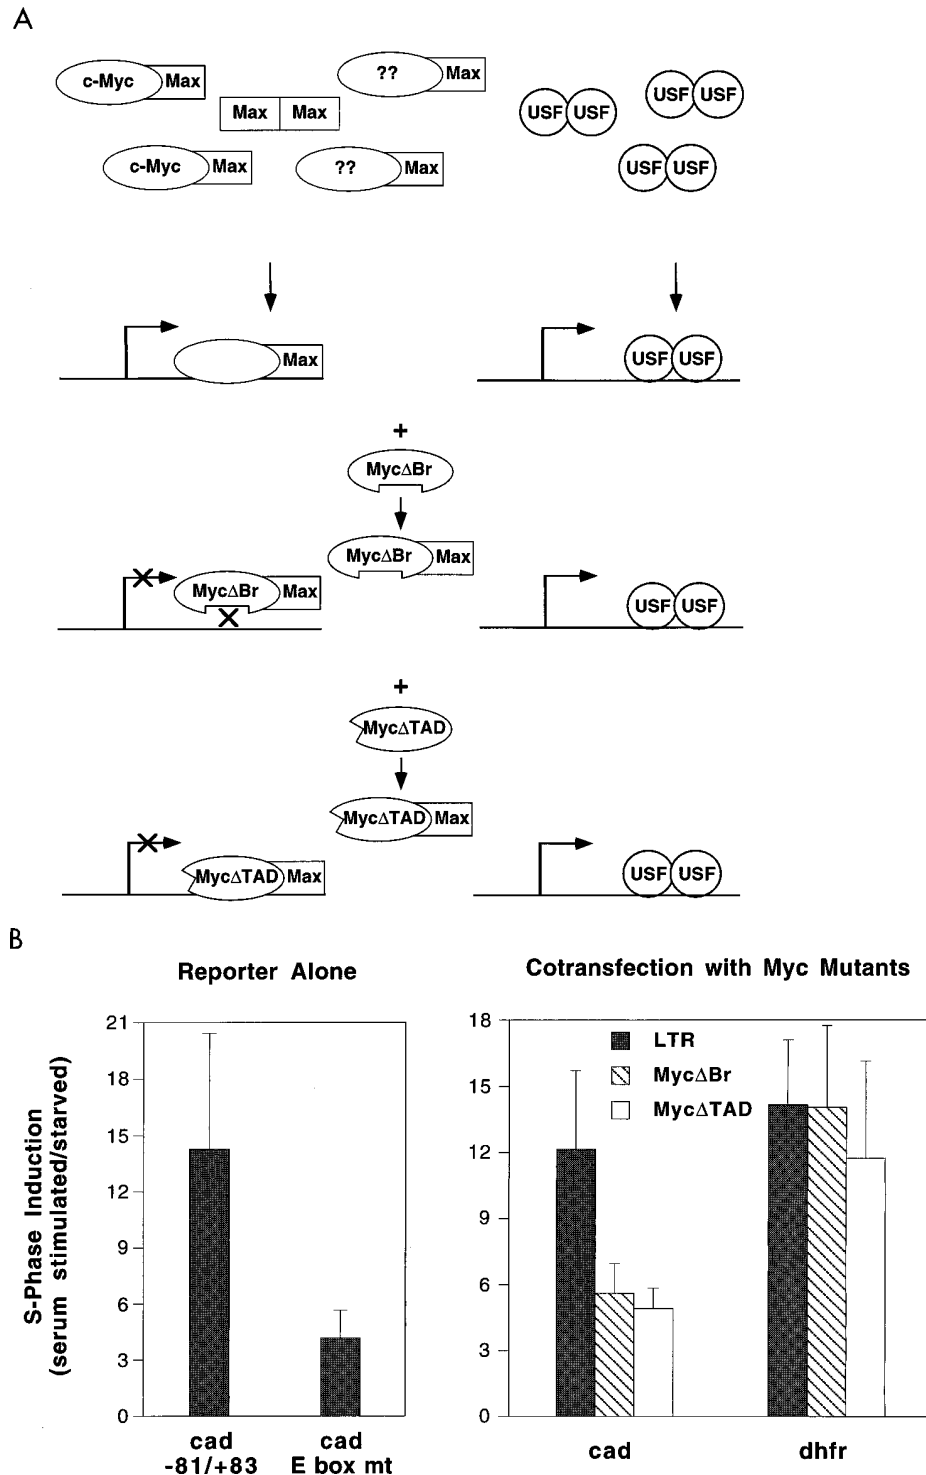 A
c-Myc Max
?? Max
Max Max
c-Myc Max
?? Max
USF USF
USF USF
USF USF
Max
USF USF
+
MycΔBr
MycΔBr Max
MycΔBr Max
USF USF
+
MycΔTAD
MycΔTAD Max
MycΔTAD Max
USF USF
B
Reporter Alone
Cotransfection with Myc Mutants
S-Phase Induction
(serum stimulated/starved)
21
18
15
12
9
6
3
0
cad
-81/+83
cad
E box mt
18
15
12
9
6
3
0
LTR
MycΔBr
MycΔTAD
cad
dhfr